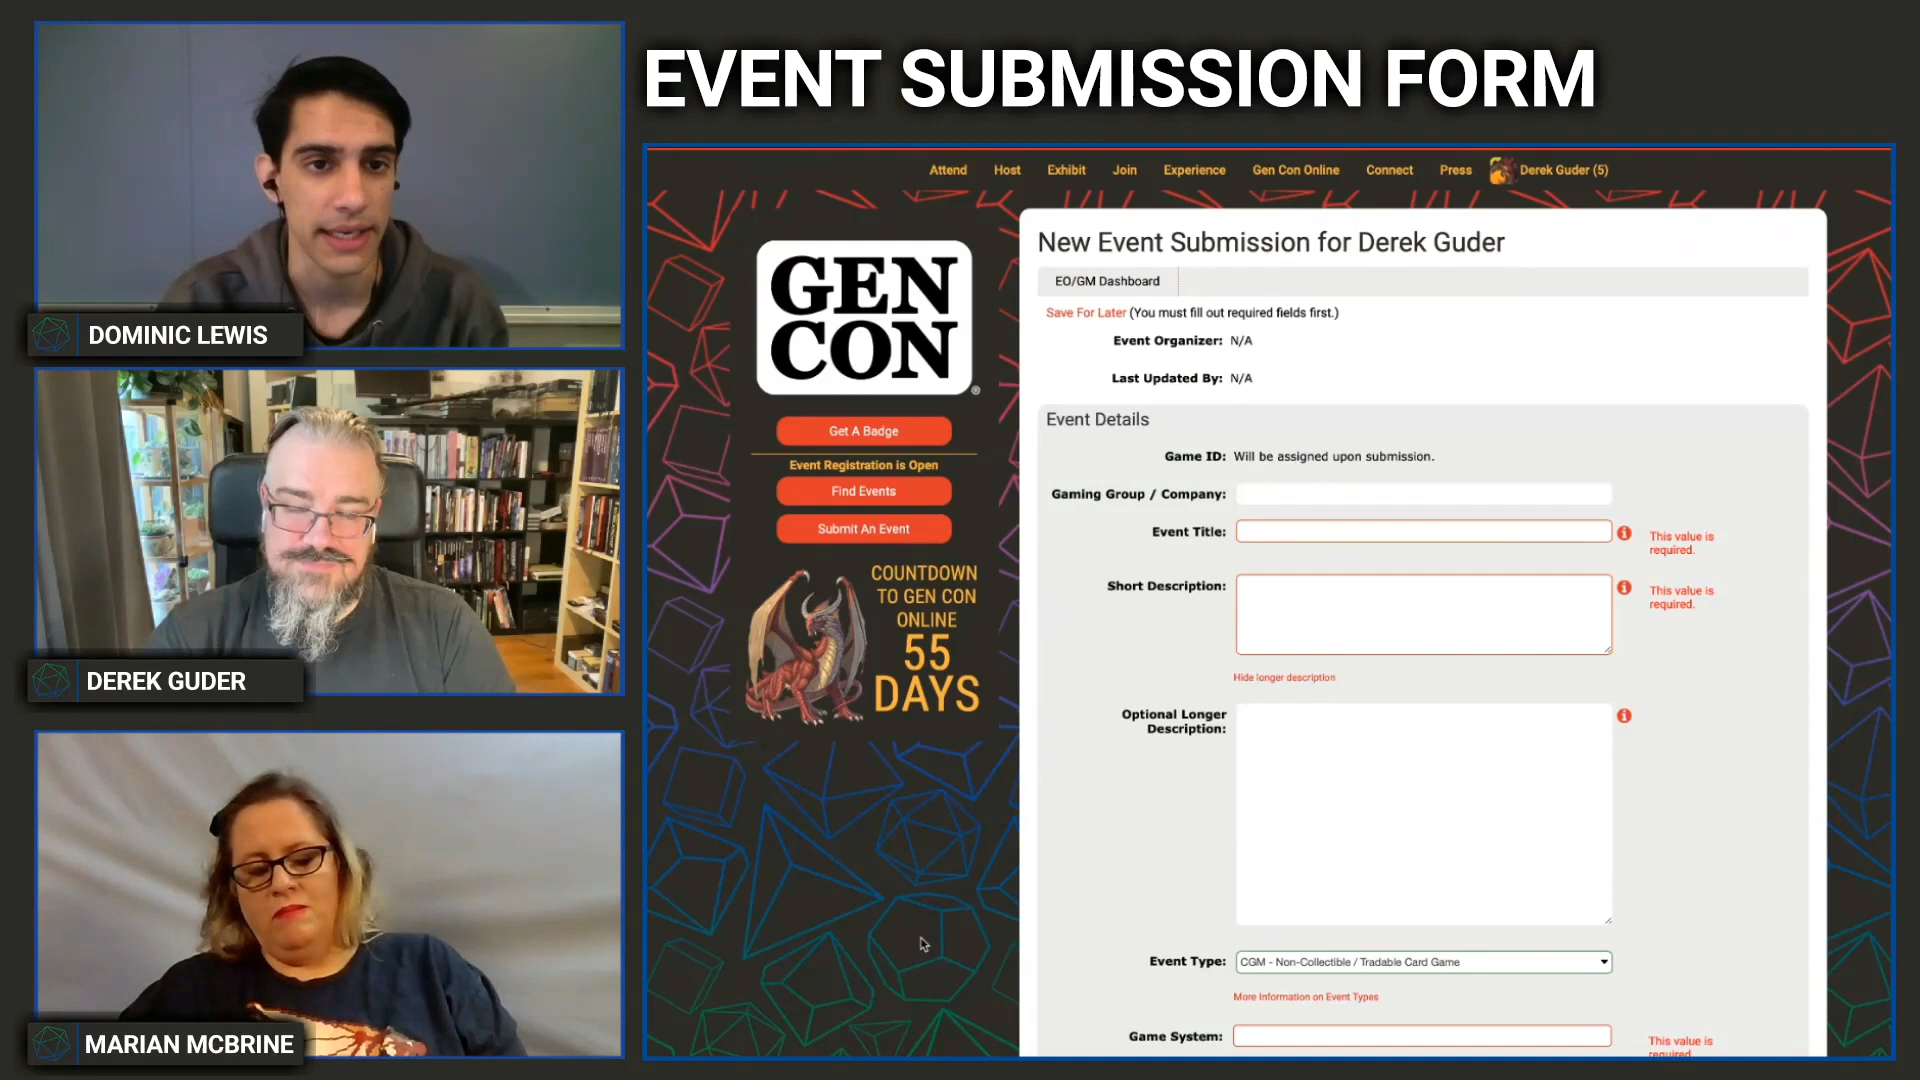 EVENT SUBMISSION FORM
DOMINIC LEWIS
DEREK GUDER
MARIAN MCBRINE
Attend Host Exhibit Join Experience Gen Con Online Connect Press Derek Guder (5)
GEN
CON
®
Get A Badge
Event Registration is Open
Find Events
Submit An Event
COUNTDOWN
TO GEN CON
ONLINE
55
DAYS
New Event Submission for Derek Guder
EO/GM Dashboard
Save For Later (You must fill out required fields first.)
Event Organizer: N/A
Last Updated By: N/A
Event Details
Game ID: Will be assigned upon submission.
Gaming Group / Company:
Event Title:
This value is
required.
Short Description:
This value is
required.
Hide longer description
Optional Longer
Description:
Event Type: CGM - Non-Collectible / Tradable Card Game
More Information on Event Types
Game System:
This value is
required